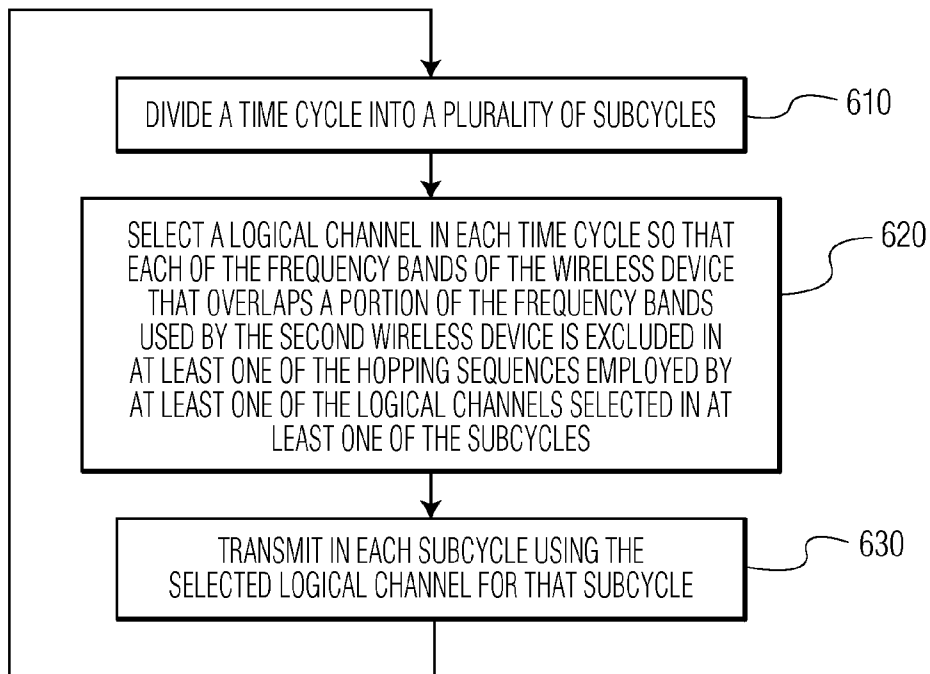 DIVIDE A TIME CYCLE INTO A PLURALITY OF SUBCYCLES
610
SELECT A LOGICAL CHANNEL IN EACH TIME CYCLE SO THAT
EACH OF THE FREQUENCY BANDS OF THE WIRELESS DEVICE
THAT OVERLAPS A PORTION OF THE FREQUENCY BANDS
USED BY THE SECOND WIRELESS DEVICE IS EXCLUDED IN
AT LEAST ONE OF THE HOPPING SEQUENCES EMPLOYED BY
AT LEAST ONE OF THE LOGICAL CHANNELS SELECTED IN AT
LEAST ONE OF THE SUBCYCLES
620
TRANSMIT IN EACH SUBCYCLE USING THE
SELECTED LOGICAL CHANNEL FOR THAT SUBCYCLE
630